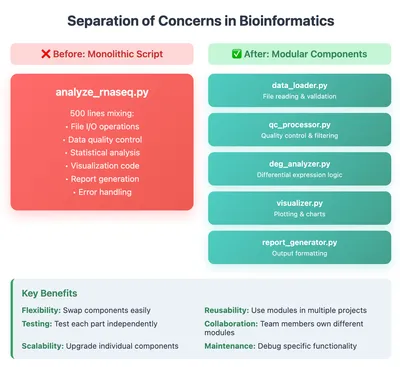 Separation of Concerns in Bioinformatics
❌ Before: Monolithic Script
analyze_rnaseq.py
500 lines mixing:
• File I/O operations
• Data quality control
• Statistical analysis
• Visualization code
• Report generation
• Error handling
✅ After: Modular Components
data_loader.py
File reading & validation
qc_processor.py
Quality control & filtering
deg_analyzer.py
Differential expression logic
visualizer.py
Plotting & charts
report_generator.py
Output formatting
Key Benefits
Flexibility: Swap components easily
Reusability: Use modules in multiple projects
Testing: Test each part independently
Collaboration: Team members own different
modules
Scalability: Upgrade individual components
Maintenance: Debug specific functionality